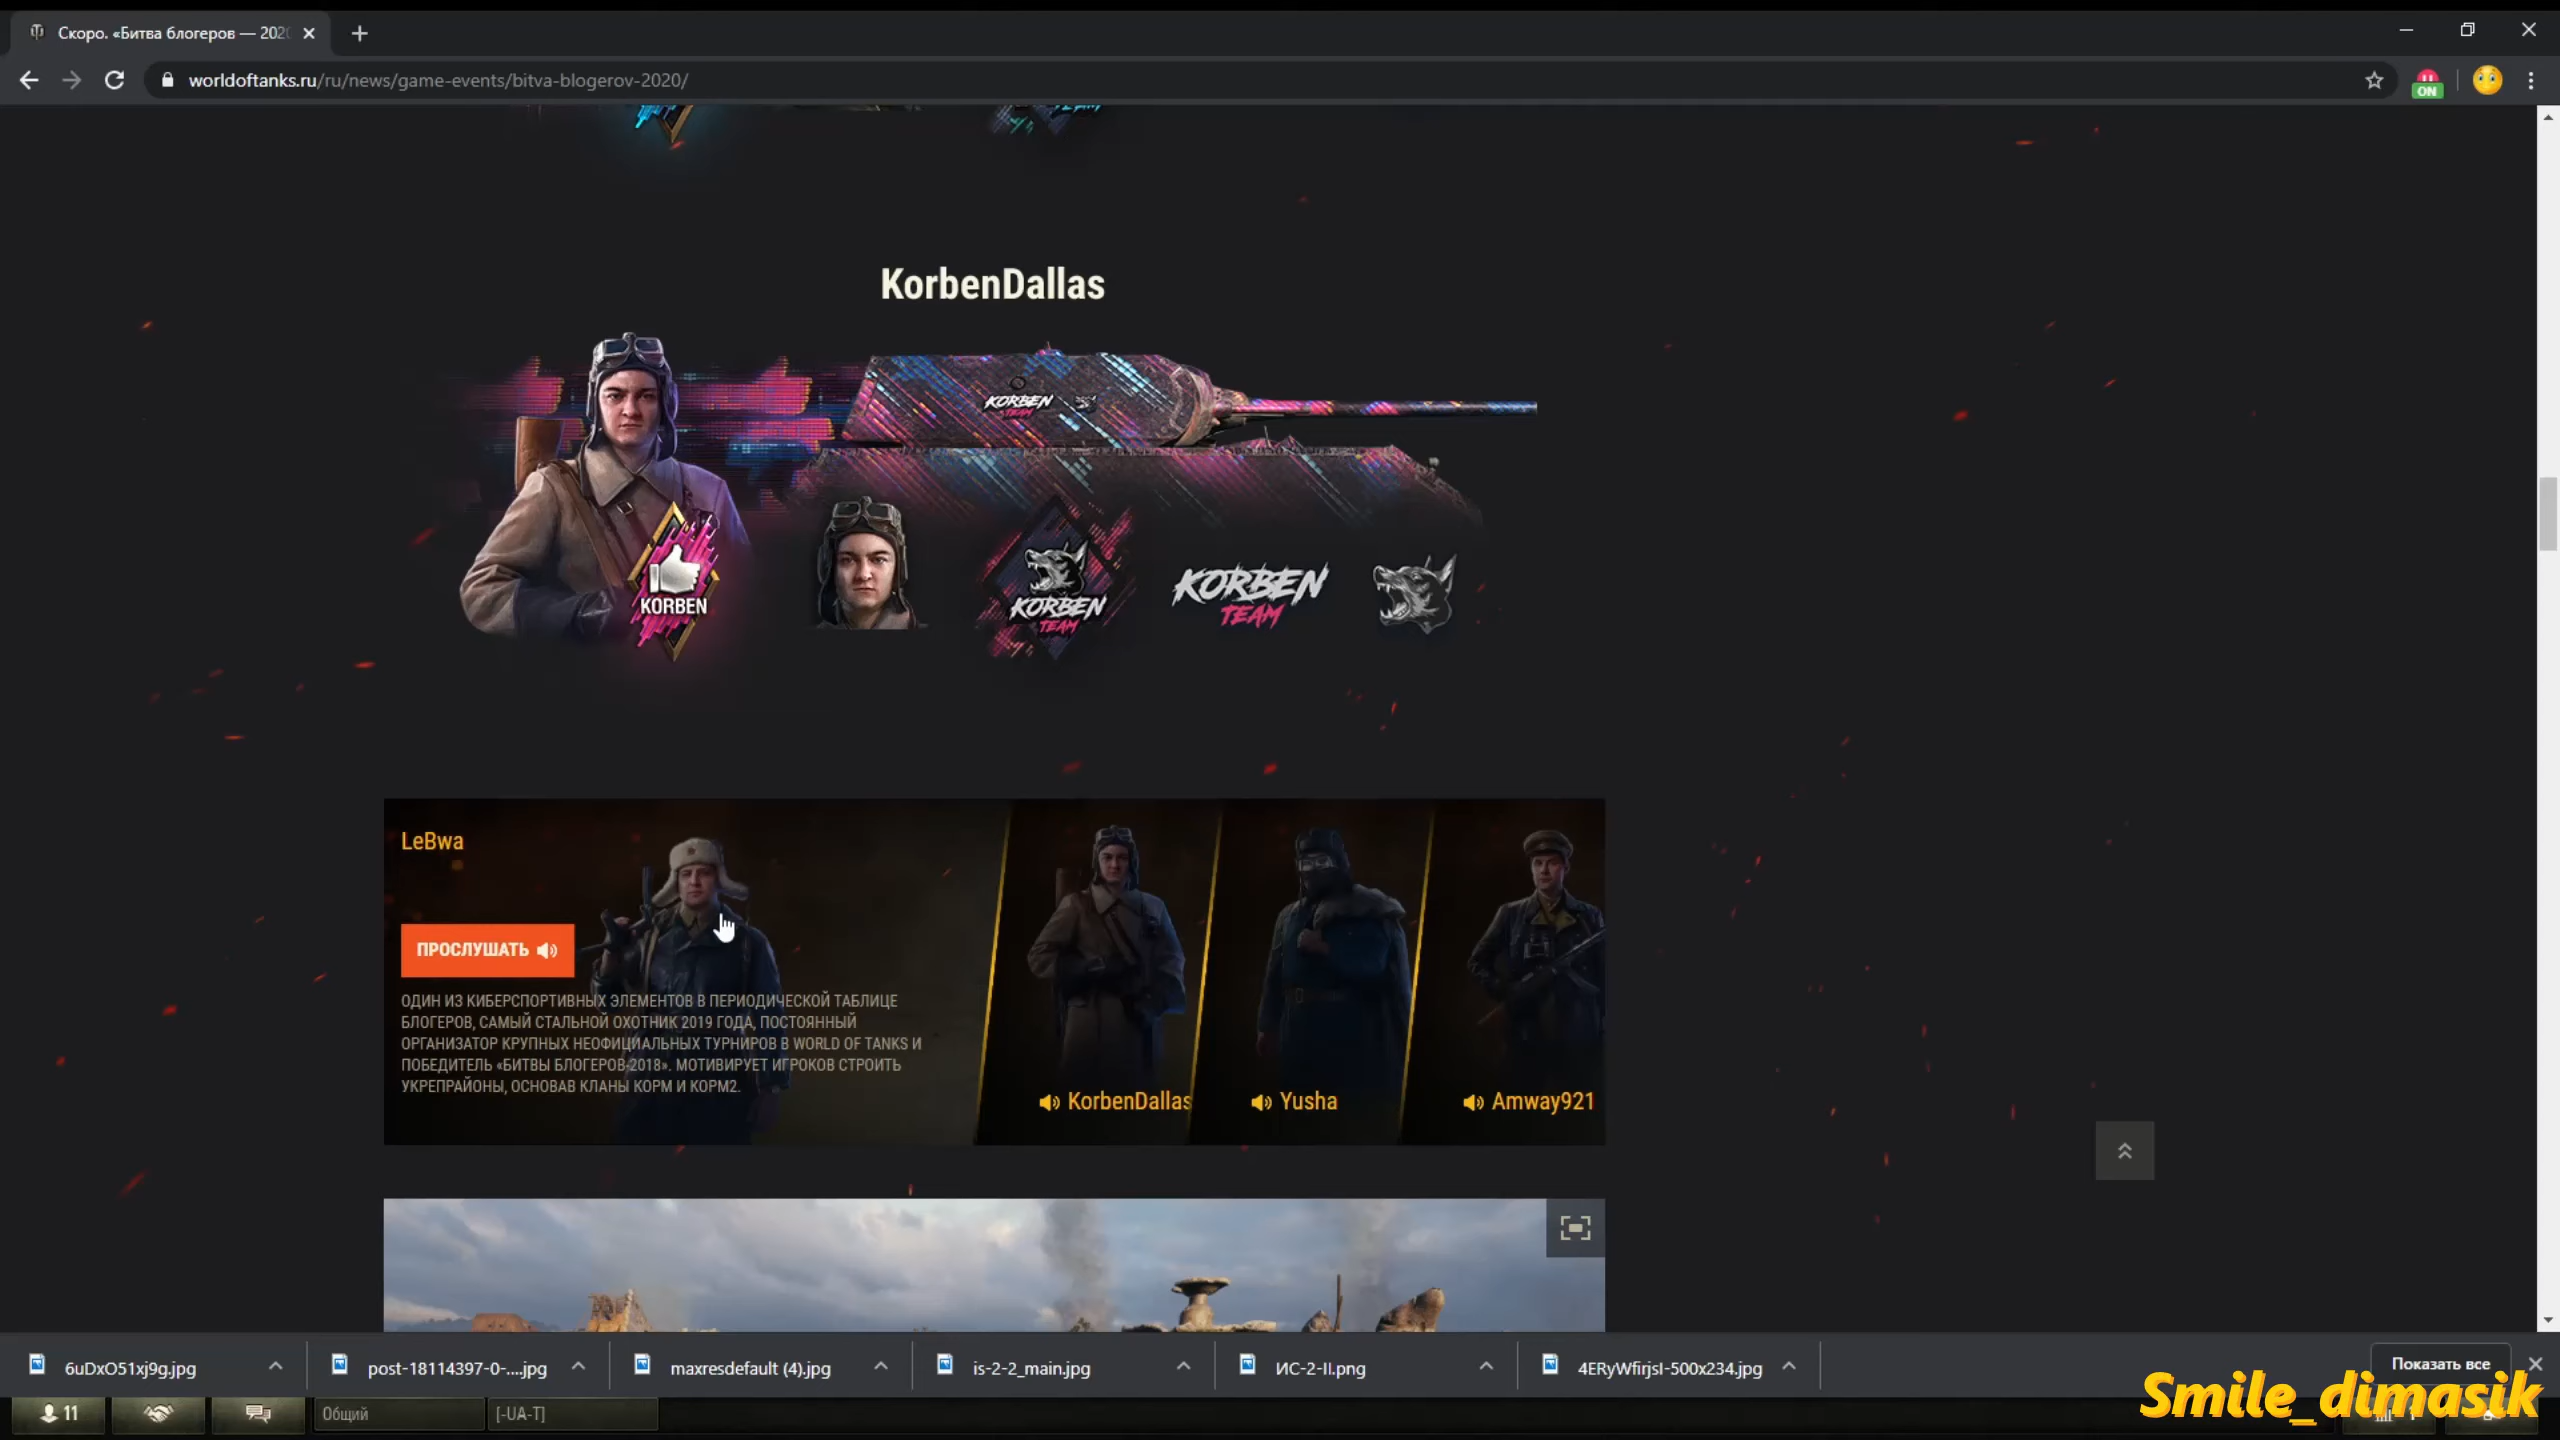 Скоро. «Битва блогеров — 202
worldoftanks.ru/ru/news/game-events/bitva-blogerov-2020/
ON
KorbenDallas
KORBEN
TEAM
KORBEN
KORBEN
TEAM
KORBEN
TEAM
LeBwa
ПРОСЛУШАТЬ
ОДИН ИЗ КИБЕРСПОРТИВНЫХ ЭЛЕМЕНТОВ В ПЕРИОДИЧЕСКОЙ ТАБЛИЦЕ
БЛОГЕРОВ, САМЫЙ СТАЛЬНОЙ ОХОТНИК 2019 ГОДА, ПОСТОЯННЫЙ
ОРГАНИЗАТОР КРУПНЫХ НЕОФИЦИАЛЬНЫХ ТУРНИРОВ В WORLD OF TANKS И
ПОБЕДИТЕЛЬ «БИТВЫ БЛОГЕРОВ-2018». МОТИВИРУЕТ ИГРОКОВ СТРОИТЬ
УКРЕПРАЙОНЫ, ОСНОВАВ КЛАНЫ КОРМ И КОРМ2.
KorbenDallas
Yusha
Amway921
6uDxO51xj9g.jpg
post-18114397-0-....jpg
maxresdefault (4).jpg
is-2-2_main.jpg
ИС-2-II.png
4ERyWfirjsI-500x234.jpg
Показать все
11
Общий
[-UA-T]
Smile_dimasik